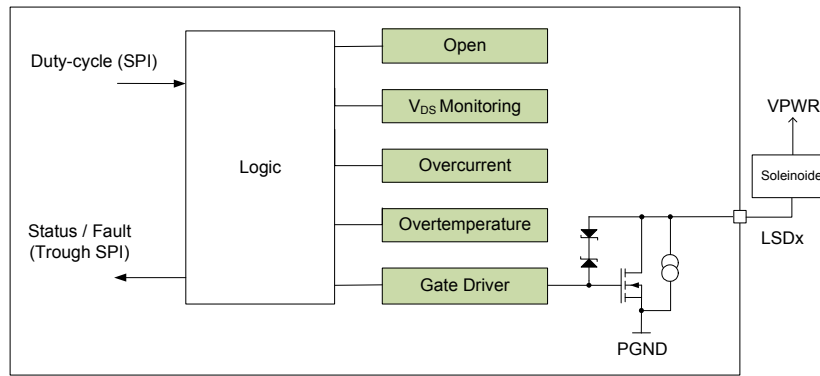 Open
Duty-cycle (SPI)
VDS Monitoring
VPWR
Logic
Overcurrent
Soleinoide
Status / Fault
(Trough SPI)
Overtemperature
LSDx
Gate Driver
PGND